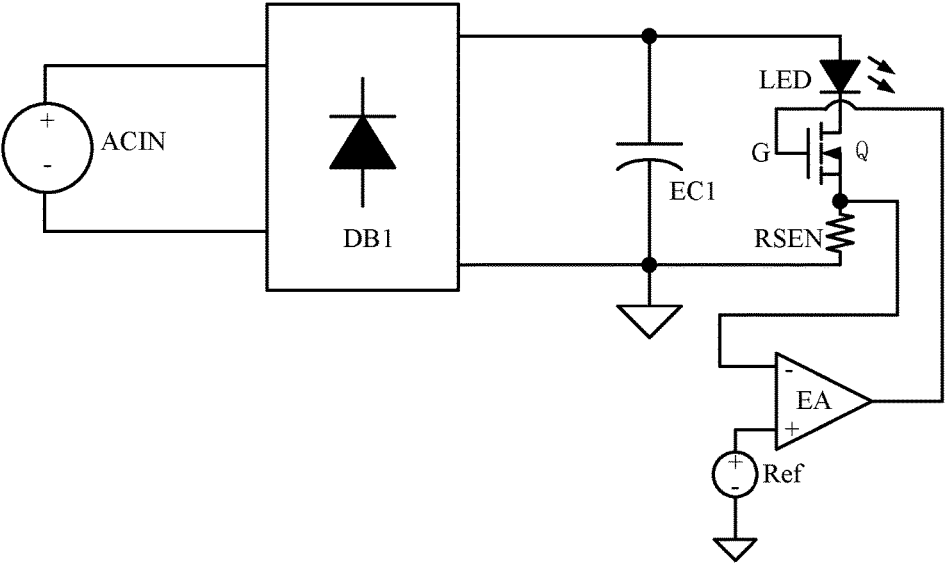 LED
+
ACIN
-
G
Q
EC1
DB1
RSEN
-
EA
+
+
Ref
-